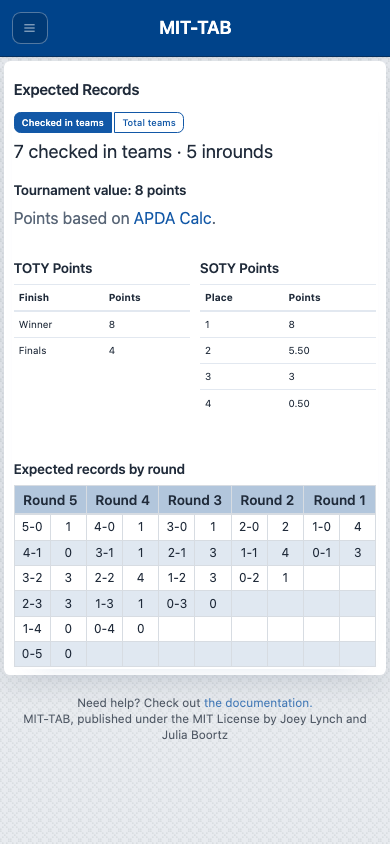 MIT-TAB
Expected Records
Checked in teams Total teams
7 checked in teams · 5 inrounds
Tournament value: 8 points
Points based on APDA Calc.
TOTY Points
Finish Points
Winner 8
Finals 4
SOTY Points
Place Points
1 8
2 5.50
3 3
4 0.50
Expected records by round
Round 5 Round 4 Round 3 Round 2 Round 1
5-0 1 4-0 1 3-0 1 2-0 2 1-0 4
4-1 0 3-1 1 2-1 3 1-1 4 0-1 3
3-2 3 2-2 4 1-2 3 0-2 1
2-3 3 1-3 1 0-3 0
1-4 0 0-4 0
0-5 0
Need help? Check out the documentation.
MIT-TAB, published under the MIT License by Joey Lynch and
Julia Boortz